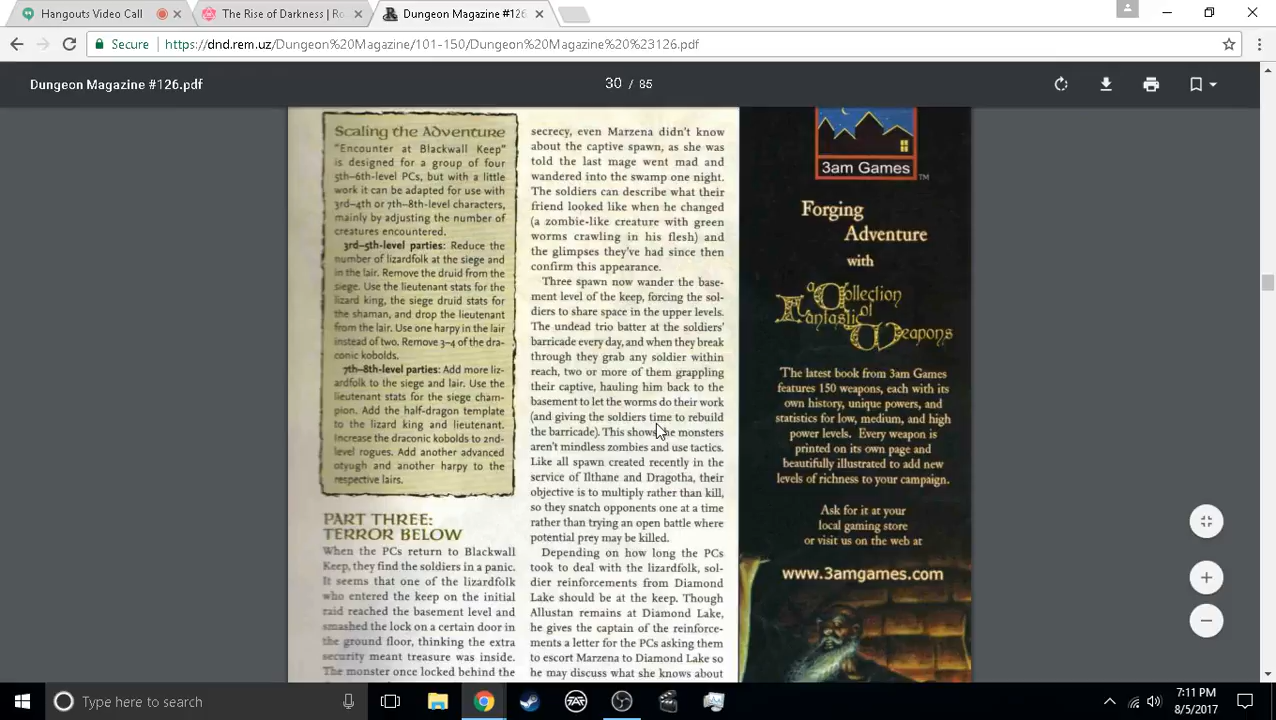 Hangouts Video Call
The Rise of Darkness | Ro
Dungeon Magazine #126
Secure
https://dnd.rem.uz/Dungeon%20Magazine/101-150/Dungeon%20Magazine%20%23126.pdf
Dungeon Magazine #126.pdf
30 / 85
Scaling the Adventure
"Encounter at Blackwall Keep"
is designed for a group of four
5th–6th-level PCs, but with a little
work it can be adapted for use with
3rd–4th or 7th–8th-level characters,
mainly by adjusting the number of
creatures encountered.
3rd–5th-level parties: Reduce the
number of lizardfolk at the siege and
in the lair. Remove the druid from the
siege. Use the lieutenant stats for the
lizard king, the siege druid stats for
the shaman, and drop the lieutenant
from the lair. Use one harpy in the lair
instead of two. Remove 3–4 of the dra-
conic kobolds.
7th–8th-level parties: Add more liz-
ardfolk to the siege and lair. Use the
lieutenant stats for the siege cham-
pion. Add the half-dragon template
to the lizard king and lieutenant.
Increase the draconic kobolds to 2nd-
level rogues. Add another advanced
otyugh and another harpy to the
respective lairs.
PART THREE:
TERROR BELOW
When the PCs return to Blackwall
Keep, they find the soldiers in a panic.
It seems that one of the lizardfolk
who entered the keep on the initial
raid reached the basement level and
smashed the lock on a certain door in
the ground floor, thinking the extra
security meant treasure was inside.
The monster once locked behind the
secrecy, even Marzena didn't know
about the captive spawn, as she was
told the last mage went mad and
wandered into the swamp one night.
The soldiers can describe what their
friend looked like when he changed
(a zombie-like creature with green
worms crawling in his flesh) and
the glimpses they've had since then
confirm this appearance.
Three spawn now wander the base-
ment level of the keep, forcing the sol-
diers to share space in the upper levels.
The undead trio batter at the soldiers'
barricade every day, and when they break
through they grab any soldier within
reach, two or more of them grappling
their captive, hauling him back to the
basement to let the worms do their work
(and giving the soldiers time to rebuild
the barricade). This shows the monsters
aren't mindless zombies and use tactics.
Like all spawn created recently in the
service of Ilthane and Dragotha, their
objective is to multiply rather than kill,
so they snatch opponents one at a time
rather than trying an open battle where
potential prey may be killed.
Depending on how long the PCs
took to deal with the lizardfolk, sol-
dier reinforcements from Diamond
Lake should be at the keep. Though
Allustan remains at Diamond Lake,
he gives the captain of the reinforce-
ments a letter for the PCs asking them
to escort Marzena to Diamond Lake so
he may discuss what she knows about
3am Games
TM
Forging
Adventure
with
a Collection
of
Fantastic
Weapons
The latest book from 3am Games
features 150 weapons, each with its
own history, unique powers, and
statistics for low, medium, and high
power levels. Every weapon is
printed on its own page and
beautifully illustrated to add new
levels of richness to your campaign.
Ask for it at your
local gaming store
or visit us on the web at
www.3amgames.com
Type here to search
7:11 PM
8/5/2017